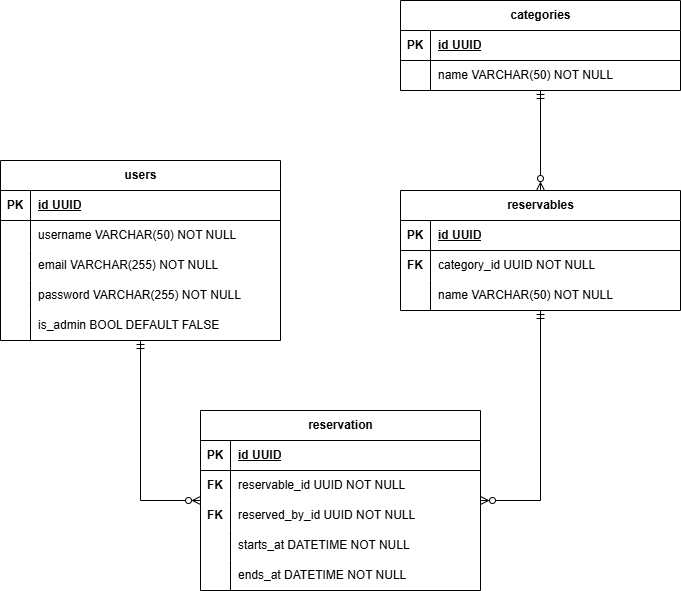 categories
PK id UUID
name VARCHAR(50) NOT NULL
users
PK id UUID
username VARCHAR(50) NOT NULL
email VARCHAR(255) NOT NULL
password VARCHAR(255) NOT NULL
is_admin BOOL DEFAULT FALSE
reservables
PK id UUID
FK category_id UUID NOT NULL
name VARCHAR(50) NOT NULL
reservation
PK id UUID
FK reservable_id UUID NOT NULL
FK reserved_by_id UUID NOT NULL
starts_at DATETIME NOT NULL
ends_at DATETIME NOT NULL